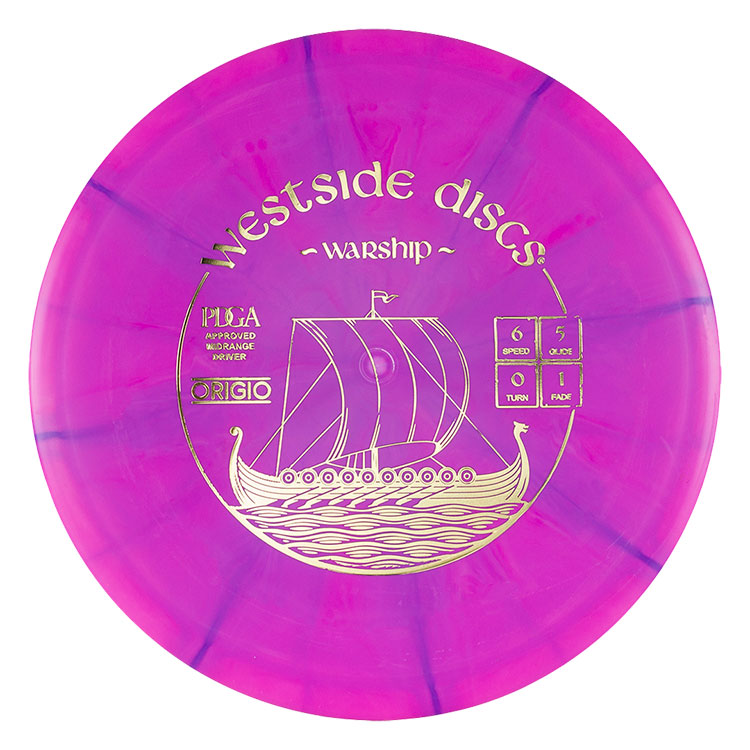 westside discs®
~ warship ~
PDGA
APPROVED
MIDRANGE
DRIVER
ORIGIO
6 5
SPEED GLIDE
0 1
TURN FADE